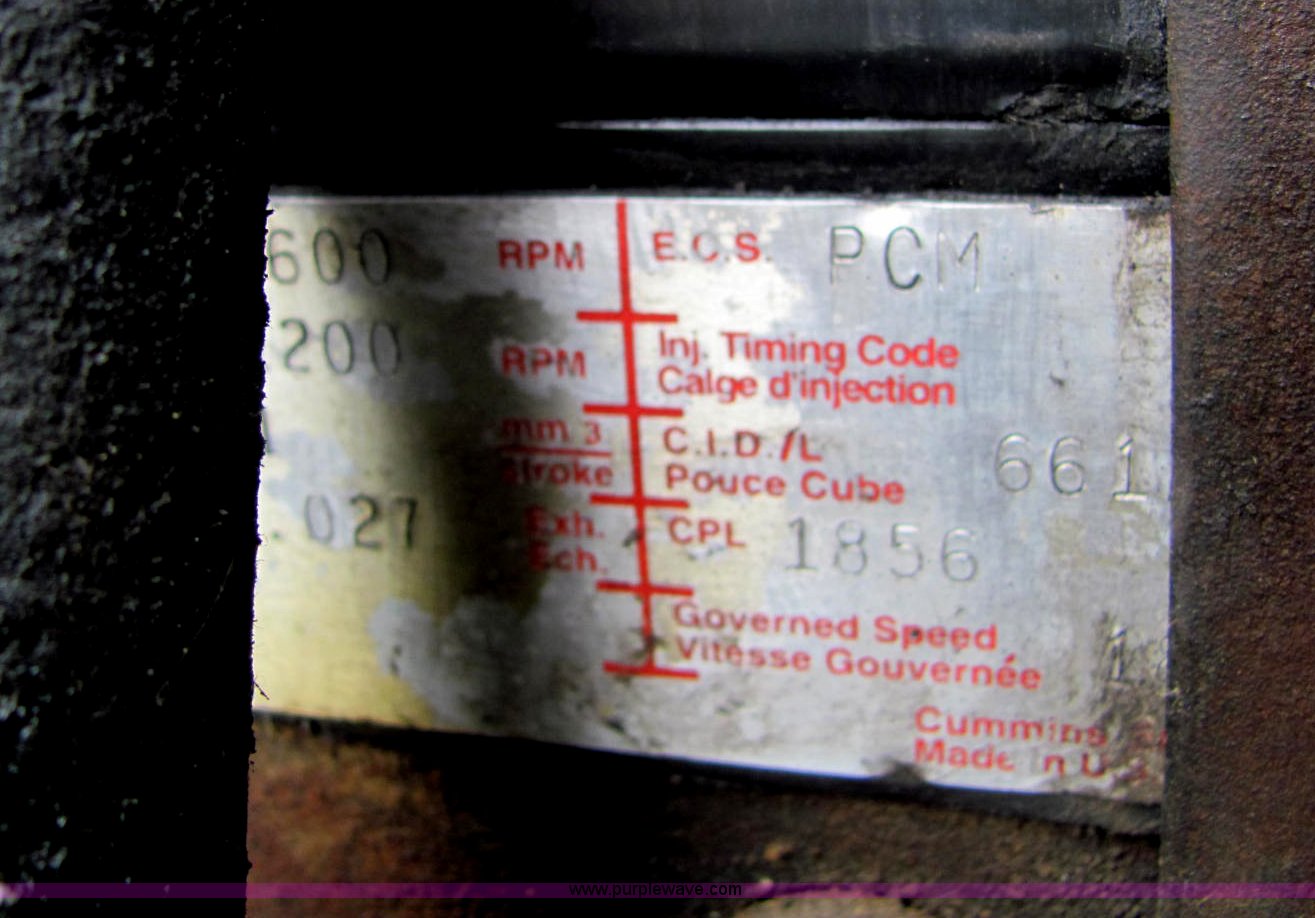 600 RPM E.C.S. PCM
200 RPM Inj. Timing Code
Calge d'injection
mm 3 C.I.D./L 661
stroke Pouce Cube
.027 Exh. CPL 1856
Ech.
Governed Speed
Vitesse Gouvernée
Cummins
Made in U.S
www.purplewave.com